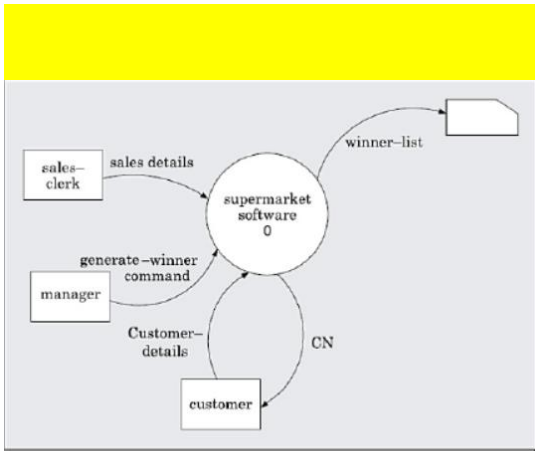 winner–list
sales–
clerk
sales details
supermarket
software
0
generate–winner
command
manager
Customer–
details
CN
customer